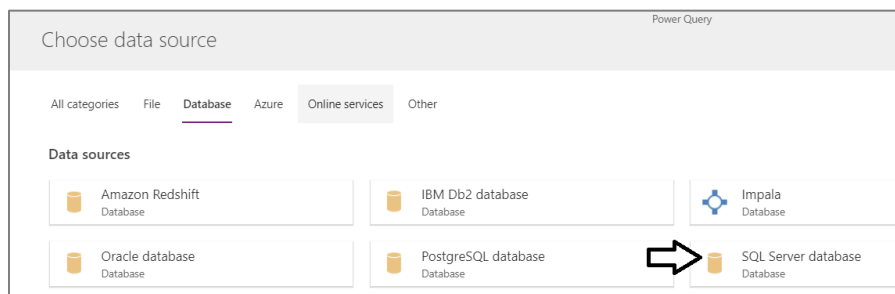 Power Query
Choose data source
All categories File Database Azure Online services Other
Data sources
Amazon Redshift
Database
IBM Db2 database
Database
Impala
Database
Oracle database
Database
PostgreSQL database
Database
SQL Server database
Database